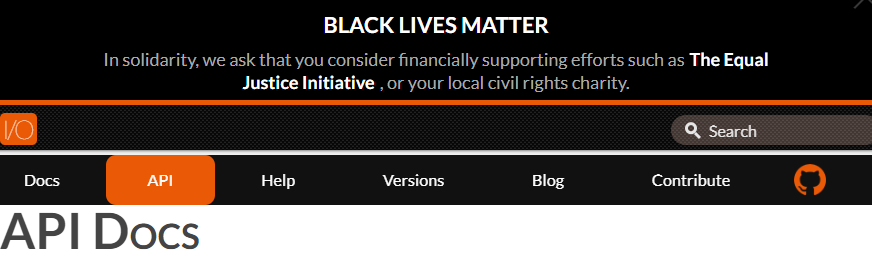 BLACK LIVES MATTER
In solidarity, we ask that you consider financially supporting efforts such as The Equal
Justice Initiative , or your local civil rights charity.
I/O
Search
Docs API Help Versions Blog Contribute
API Docs